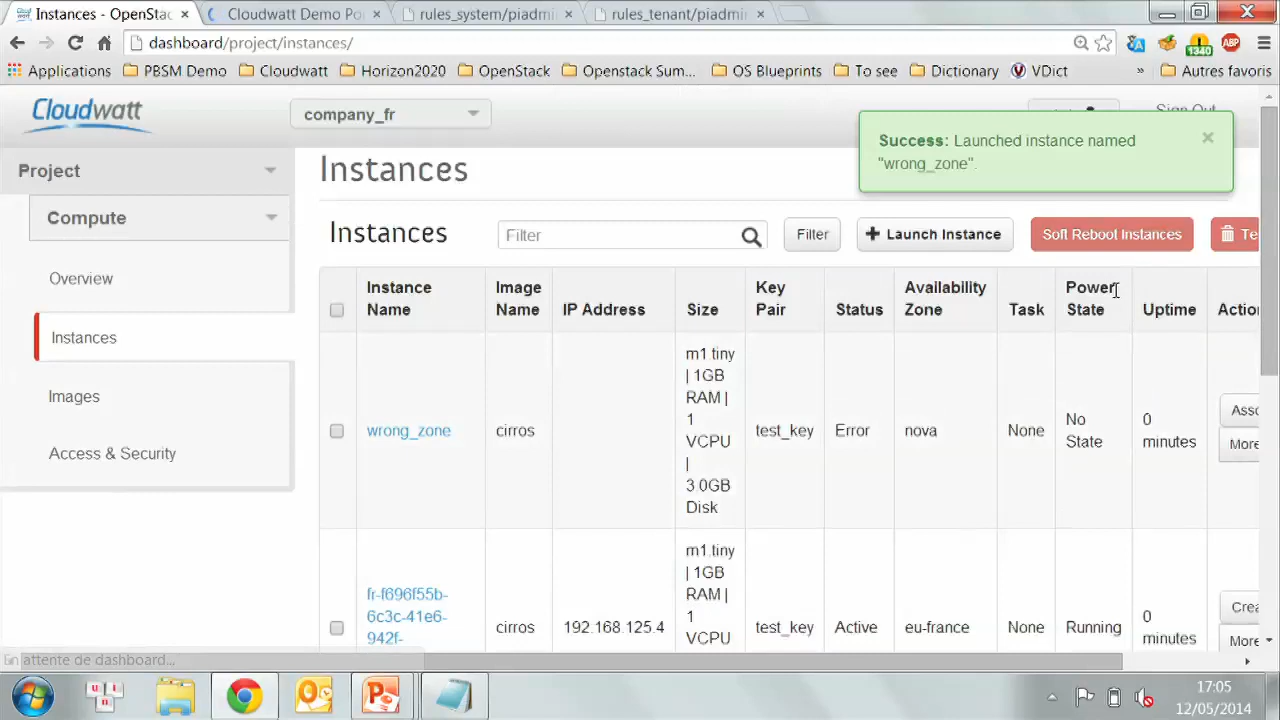 Instances - OpenStac
Cloudwatt Demo Po
rules_system/piadmi
rules_tenant/piadmi
dashboard/project/instances/
1340
ABP
Applications
PBSM Demo
Cloudwatt
Horizon2020
OpenStack
Openstack Sum...
OS Blueprints
To see
Dictionary
VDict
»
Autres favoris
Cloudwatt
company_fr
Sign Out
Success: Launched instance named
"wrong_zone".
×
Project
Compute
Overview
Instances
Images
Access & Security
Instances
Instances
Filter
Filter
+ Launch Instance
Soft Reboot Instances
Te
Instance
Name
Image
Name
IP Address
Size
Key
Pair
Status
Availability
Zone
Task
Power
State
Uptime
Action
wrong_zone
cirros
m1.tiny
| 1GB
RAM |
1
VCPU
|
3.0GB
Disk
test_key
Error
nova
None
No
State
0
minutes
Asso
More
fr-f696f55b-
6c3c-41e6-
942f-
cirros
192.168.125.4
m1.tiny
| 1GB
RAM |
1
VCPU
test_key
Active
eu-france
None
Running
0
minutes
Crea
More
attente de dashboard...
17:05
12/05/2014